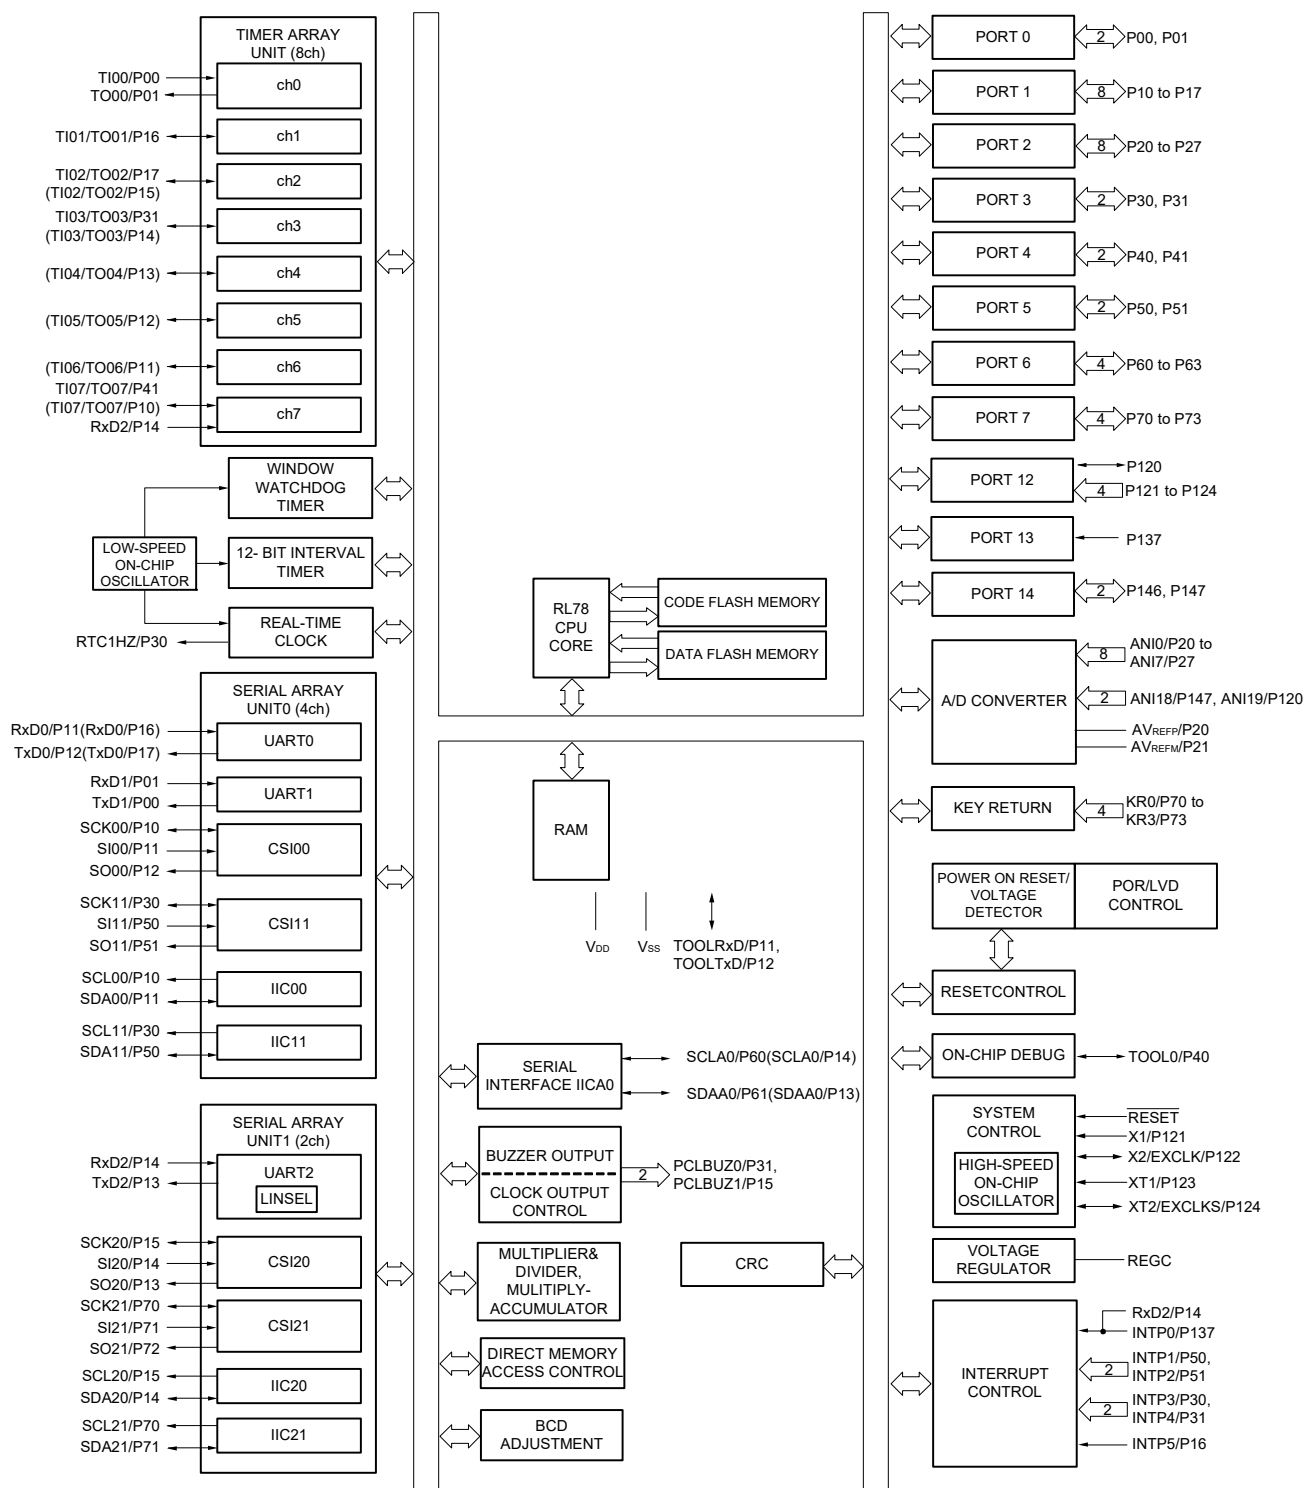 TIMER ARRAY
UNIT (8ch)
TI00/P00
TO00/P01
ch0
TI01/TO01/P16
ch1
TI02/TO02/P17
(TI02/TO02/P15)
ch2
TI03/TO03/P31
(TI03/TO03/P14)
ch3
(TI04/TO04/P13)
ch4
(TI05/TO05/P12)
ch5
(TI06/TO06/P11)
ch6
TI07/TO07/P41
(TI07/TO07/P10)
RxD2/P14
ch7
WINDOW
WATCHDOG
TIMER
LOW-SPEED
ON-CHIP
OSCILLATOR
12- BIT INTERVAL
TIMER
REAL-TIME
CLOCK
RTC1HZ/P30
SERIAL ARRAY
UNIT0 (4ch)
RxD0/P11(RxD0/P16)
TxD0/P12(TxD0/P17)
UART0
RxD1/P01
TxD1/P00
UART1
SCK00/P10
SI00/P11
SO00/P12
CSI00
SCK11/P30
SI11/P50
SO11/P51
CSI11
SCL00/P10
SDA00/P11
IIC00
SCL11/P30
SDA11/P50
IIC11
SERIAL ARRAY
UNIT1 (2ch)
RxD2/P14
TxD2/P13
UART2
LINSEL
SCK20/P15
SI20/P14
SO20/P13
CSI20
SCK21/P70
SI21/P71
SO21/P72
CSI21
SCL20/P15
SDA20/P14
IIC20
SCL21/P70
SDA21/P71
IIC21
RL78
CPU
CORE
CODE FLASH MEMORY
DATA FLASH MEMORY
RAM
VDD
VSS
TOOLRxD/P11,
TOOLTxD/P12
SERIAL
INTERFACE IICA0
SCLA0/P60(SCLA0/P14)
SDAA0/P61(SDAA0/P13)
BUZZER OUTPUT
CLOCK OUTPUT
CONTROL
2
PCLBUZ0/P31,
PCLBUZ1/P15
MULTIPLIER&
DIVIDER,
MULITIPLY-
ACCUMULATOR
CRC
DIRECT MEMORY
ACCESS CONTROL
BCD
ADJUSTMENT
PORT 0
2
P00, P01
PORT 1
8
P10 to P17
PORT 2
8
P20 to P27
PORT 3
2
P30, P31
PORT 4
2
P40, P41
PORT 5
2
P50, P51
PORT 6
4
P60 to P63
PORT 7
4
P70 to P73
PORT 12
P120
4
P121 to P124
PORT 13
P137
PORT 14
2
P146, P147
A/D CONVERTER
8
ANI0/P20 to
ANI7/P27
2
ANI18/P147, ANI19/P120
AVREFP/P20
AVREFM/P21
KEY RETURN
4
KR0/P70 to
KR3/P73
POWER ON RESET/
VOLTAGE
DETECTOR
POR/LVD
CONTROL
RESETCONTROL
ON-CHIP DEBUG
TOOL0/P40
SYSTEM
CONTROL
HIGH-SPEED
ON-CHIP
OSCILLATOR
RESET
X1/P121
X2/EXCLK/P122
XT1/P123
XT2/EXCLKS/P124
VOLTAGE
REGULATOR
REGC
INTERRUPT
CONTROL
RxD2/P14
INTP0/P137
2
INTP1/P50,
INTP2/P51
2
INTP3/P30,
INTP4/P31
INTP5/P16